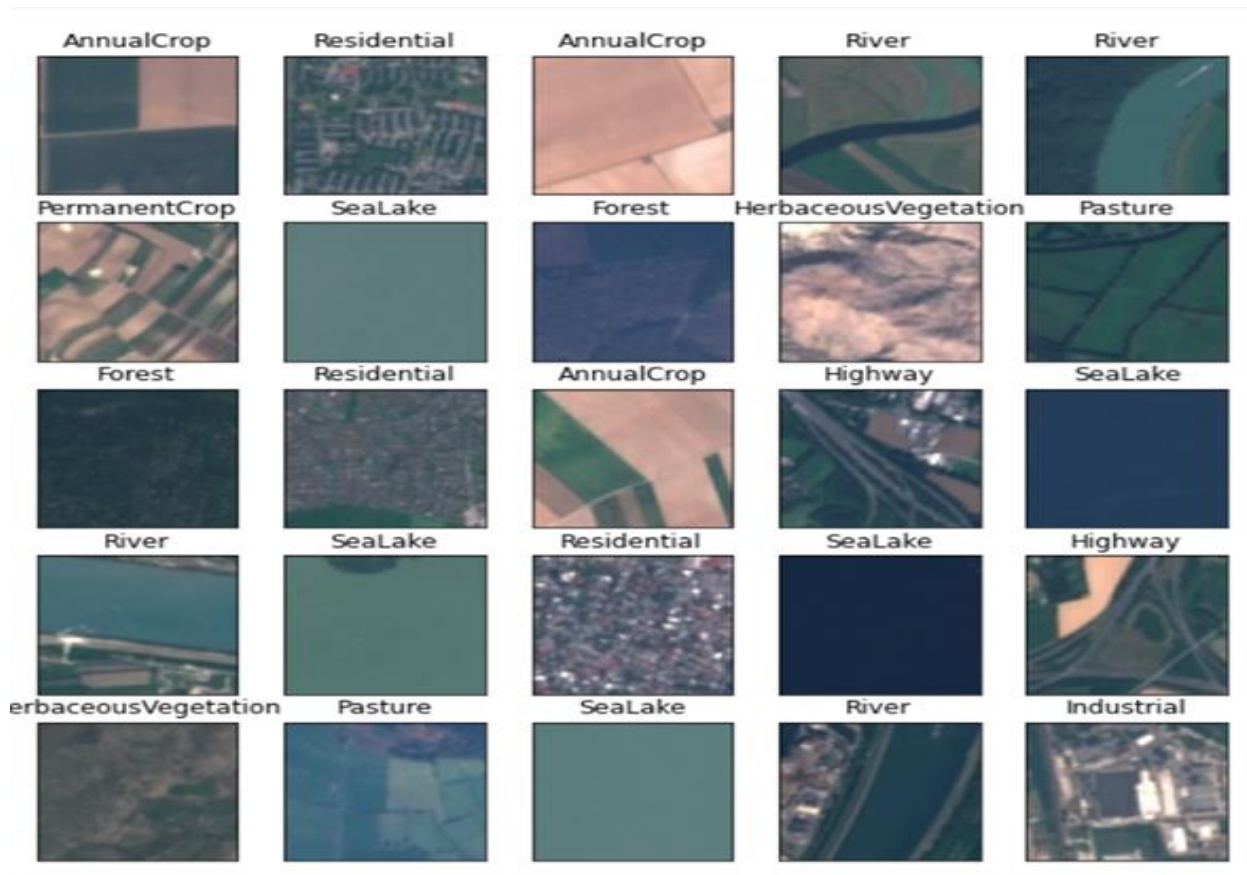 AnnualCrop Residential AnnualCrop River River
PermanentCrop SeaLake Forest HerbaceousVegetation Pasture
Forest Residential AnnualCrop Highway SeaLake
River SeaLake Residential SeaLake Highway
erbaceousVegetation Pasture SeaLake River Industrial